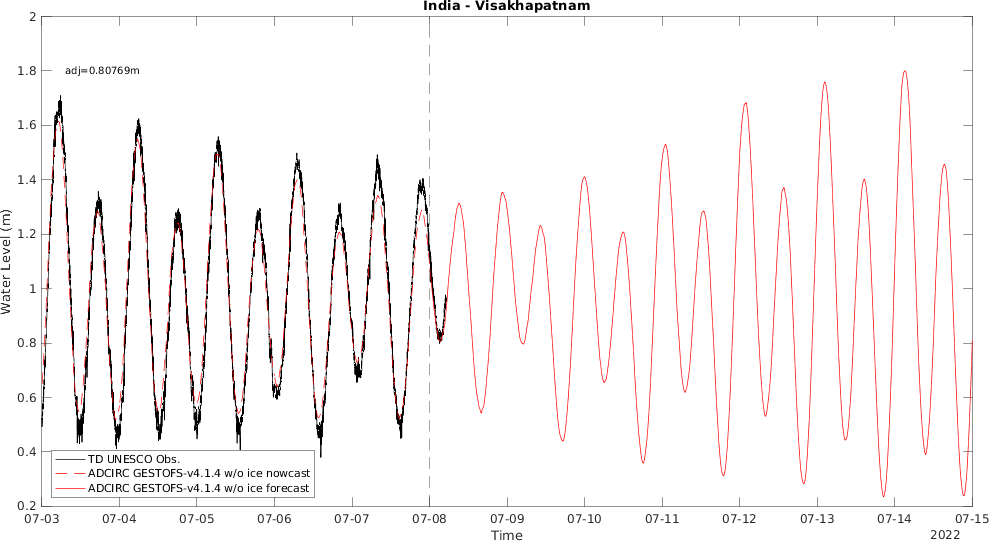 India - Visakhapatnam
adj=0.80769m
2
1.8
1.6
1.4
1.2
1
0.8
0.6
0.4
0.2
Water Level (m)
TD UNESCO Obs.
ADCIRC GESTOFS-v4.1.4 w/o ice nowcast
ADCIRC GESTOFS-v4.1.4 w/o ice forecast
07-03 07-04 07-05 07-06 07-07 07-08 07-09 07-10 07-11 07-12 07-13 07-14 07-15
Time
2022